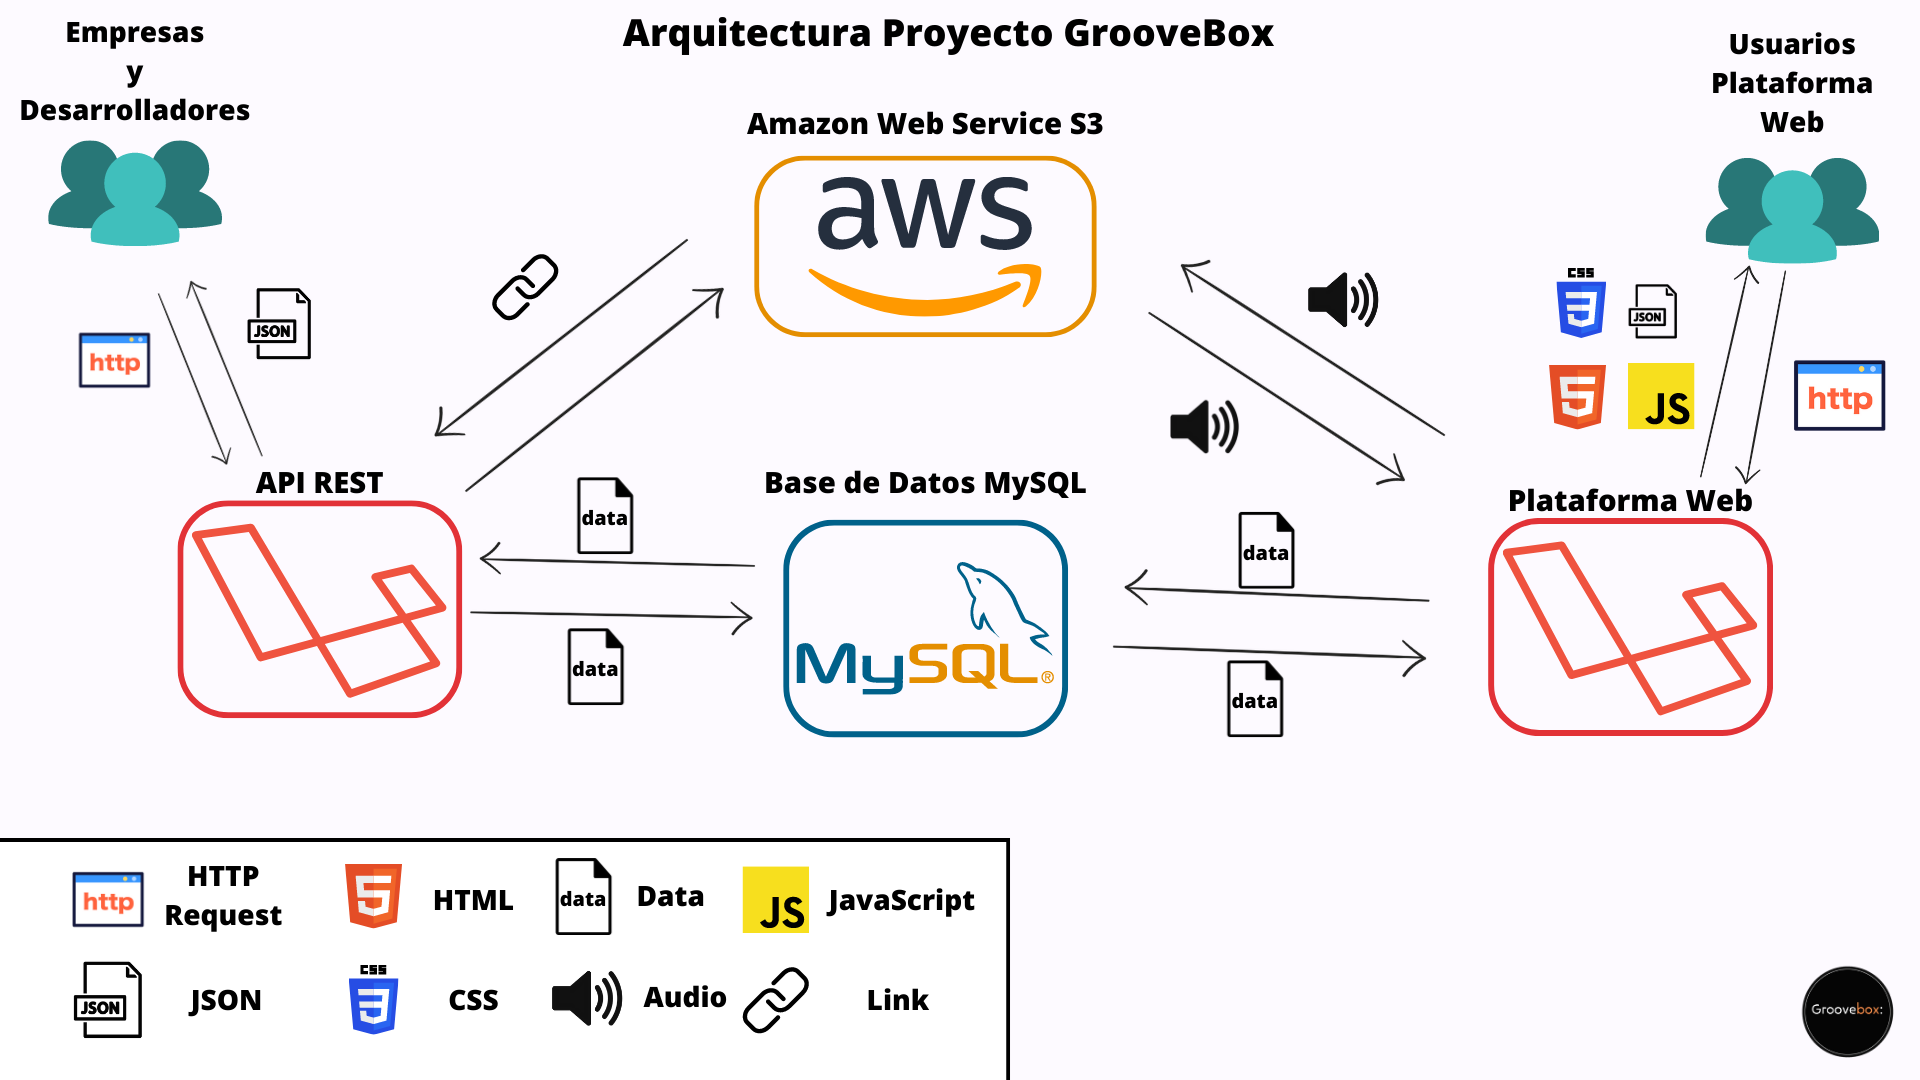 Arquitectura Proyecto GrooveBox
Empresas
y
Desarrolladores
Usuarios
Plataforma
Web
Amazon Web Service S3
aws
CSS
JSON
JSON
http
http
JS
API REST
Base de Datos MySQL
Plataforma Web
data
data
data
data
MySQL®
HTTP
Request
http
HTML
data
Data
JS
JavaScript
JSON
JSON
CSS
CSS
Audio
Link
Groovebox: